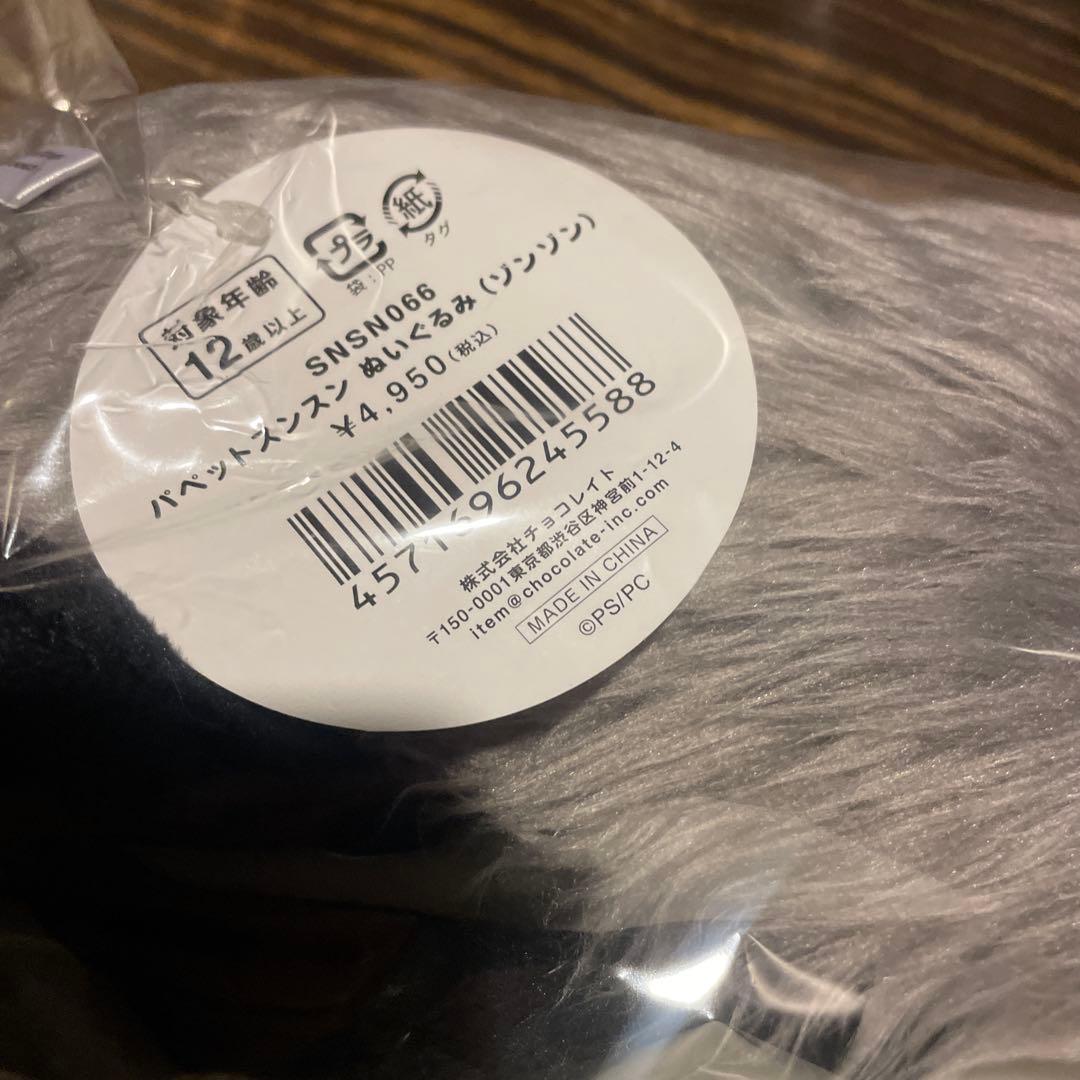 プラ
袋：PP
紙
タグ
対象年齢
12歳以上
SNSN066
パペットスンスン ぬいぐるみ（ゾンゾン）
¥4,950（税込）
4571696245588
株式会社チョコレイト
〒150-0001東京都渋谷区神宮前1-12-4
item@chocolate-inc.com
MADE IN CHINA
©PS/PC